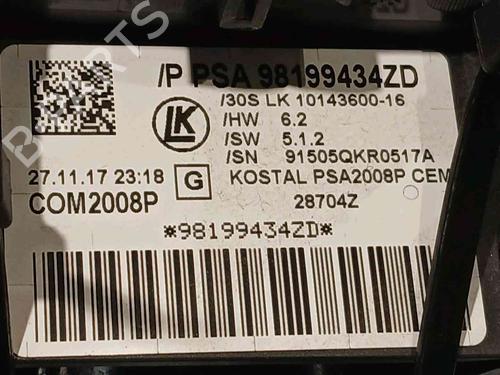 /P PSA 98199434ZD
/30S LK 10143600-16
LK
/HW 6.2
/SW 5.1.2
/SN 91505QKR0517A
27.11.17 23:18 G KOSTAL PSA2008P CEM
COM2008P 28704Z
*98199434ZD*